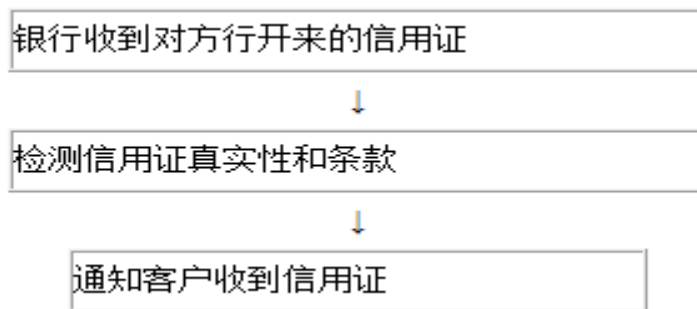 银行收到对方行开来的信用证
↓
检测信用证真实性和条款
↓
通知客户收到信用证